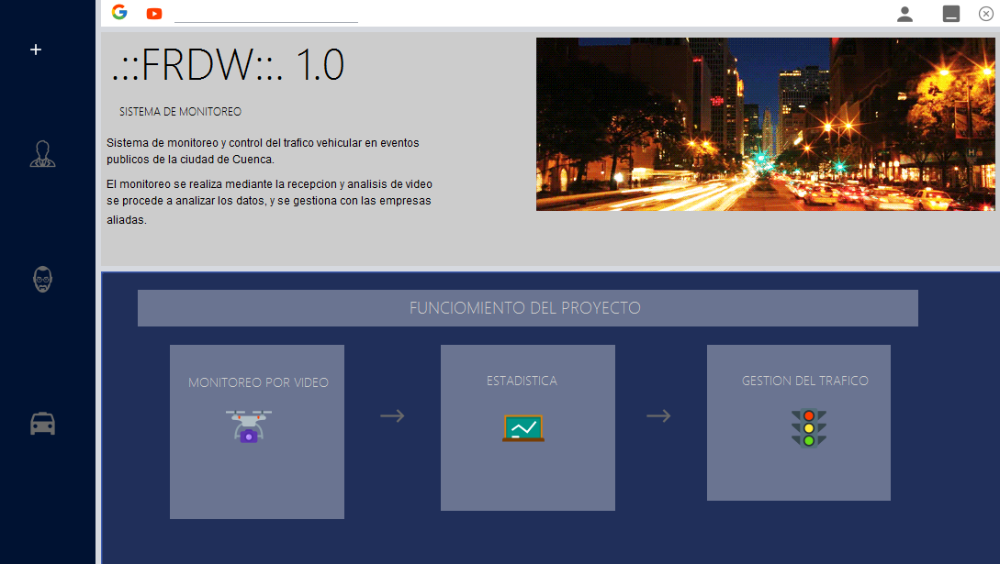 .::FRDW::. 1.0
SISTEMA DE MONITOREO
Sistema de monitoreo y control del trafico vehicular en eventos
publicos de la ciudad de Cuenca.
El monitoreo se realiza mediante la recepcion y analisis de video
se procede a analizar los datos, y se gestiona con las empresas
aliadas.
FUNCIOMIENTO DEL PROYECTO
MONITOREO POR VIDEO
ESTADISTICA
GESTION DEL TRAFICO